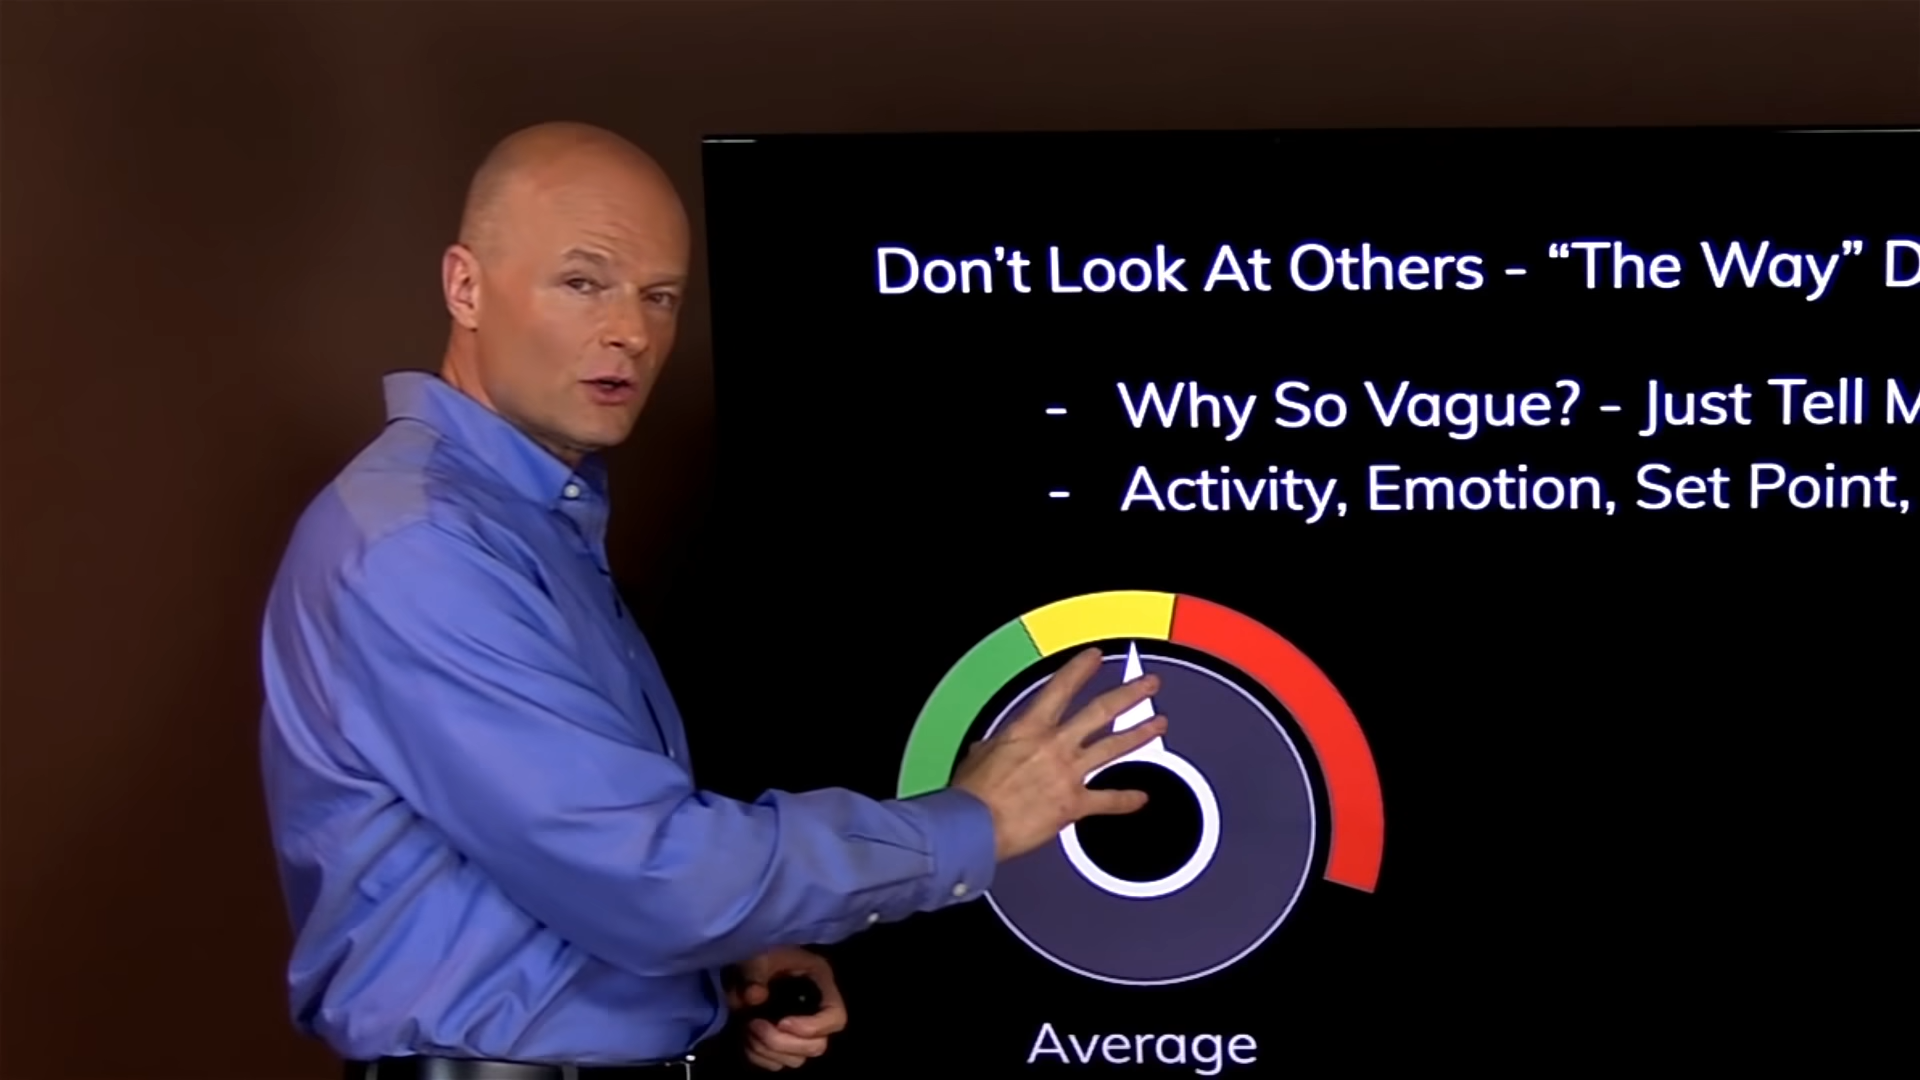 Don't Look At Others - “The Way”
- Why So Vague? - Just Tell
- Activity, Emotion, Set Point,
Average